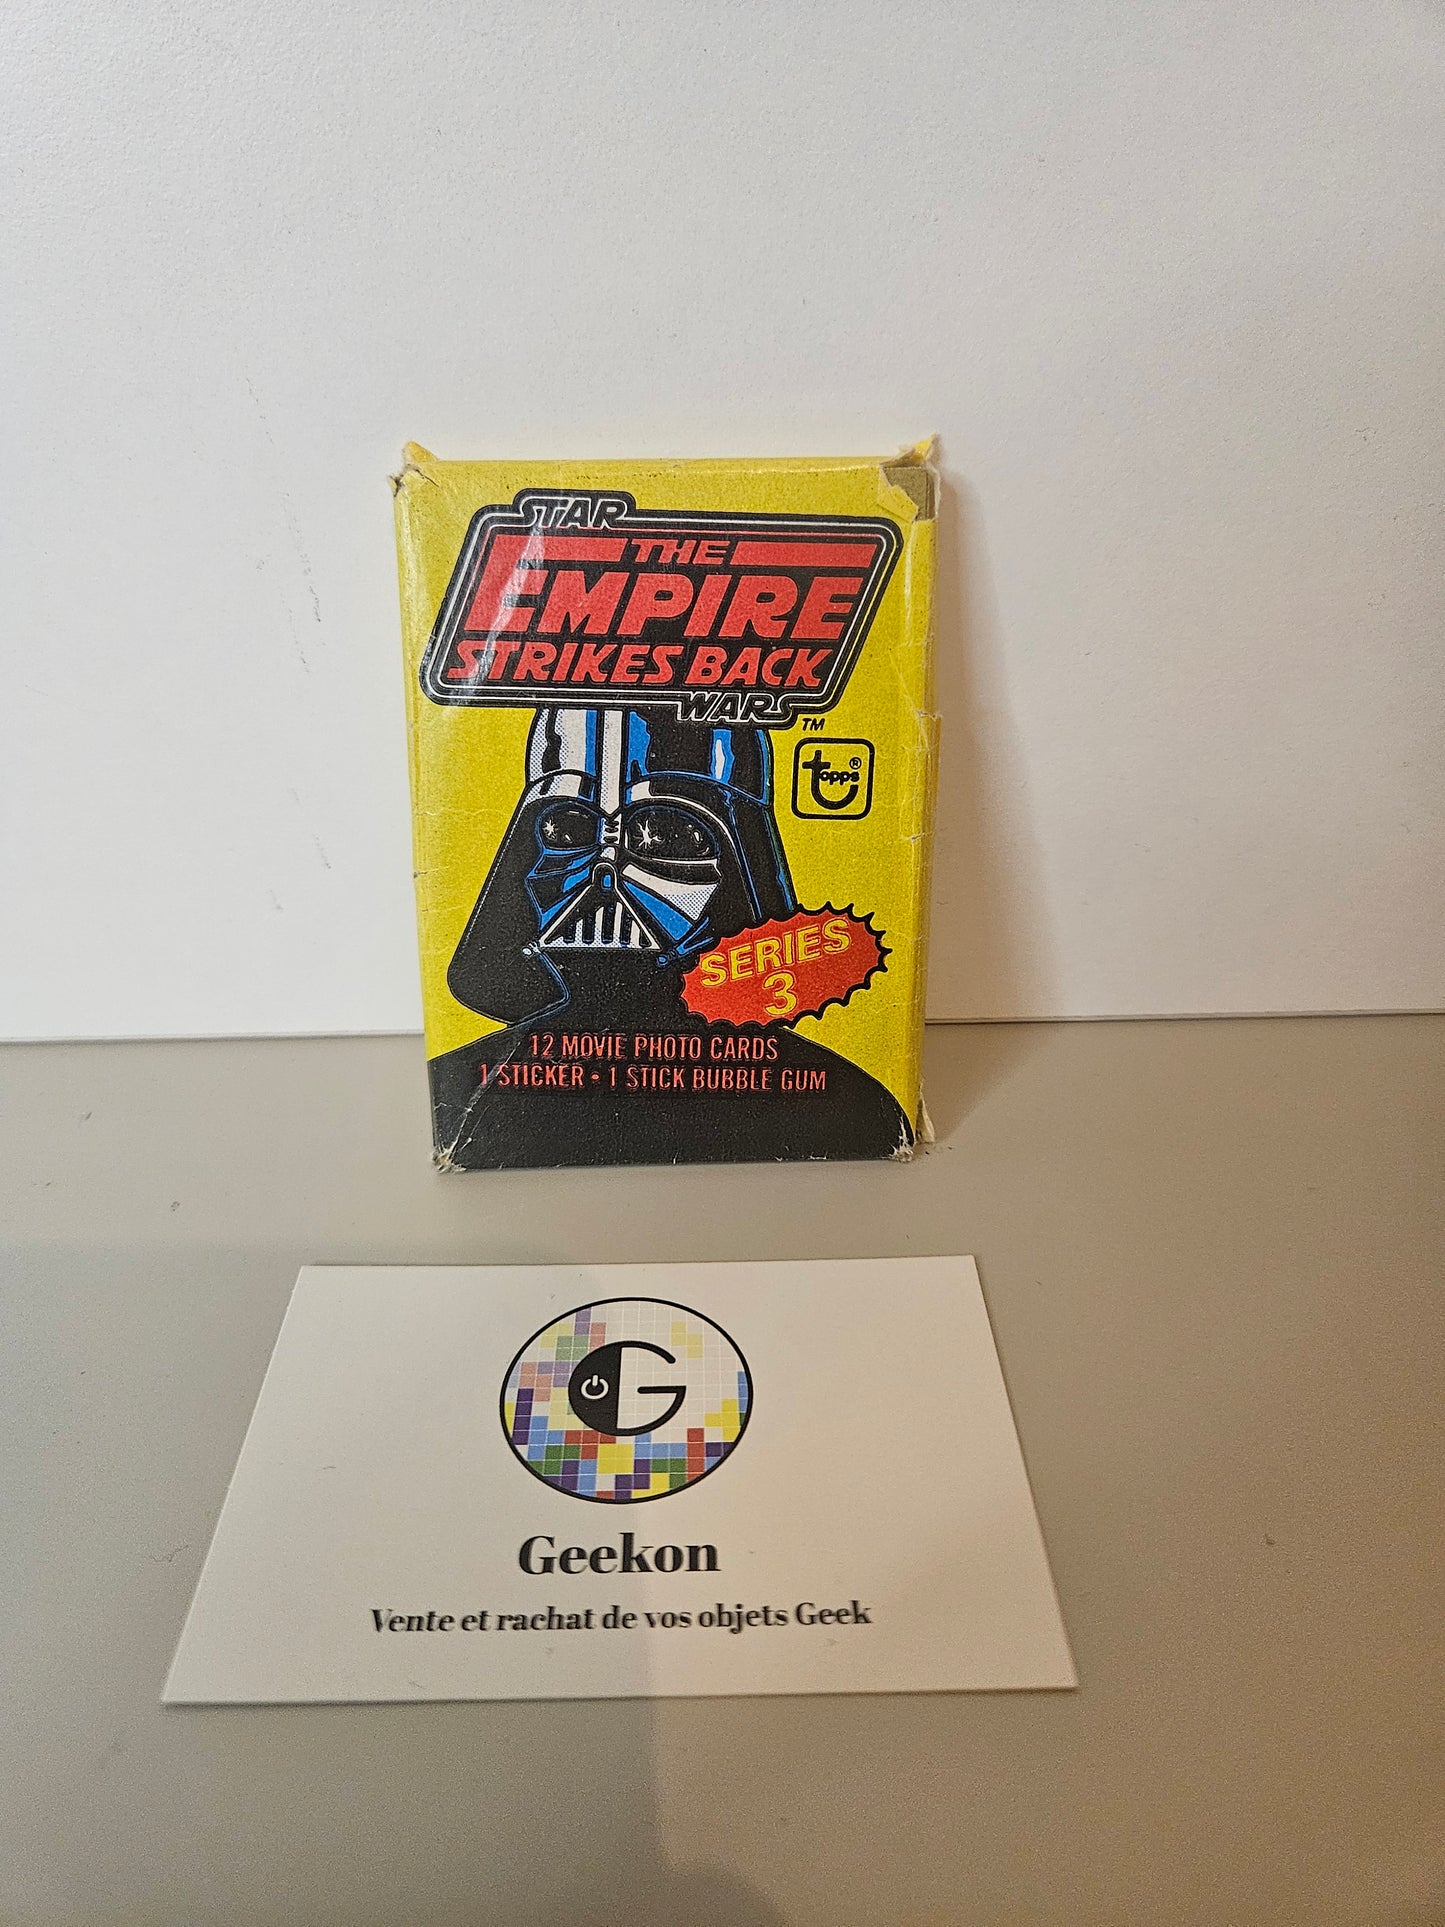 STAR
THE
EMPIRE
STRIKES BACK
WARS
TM
topps®
SERIES
3
12 MOVIE PHOTO CARDS
1 STICKER • 1 STICK BUBBLE GUM
G
Geekon
Vente et rachat de vos objets Geek